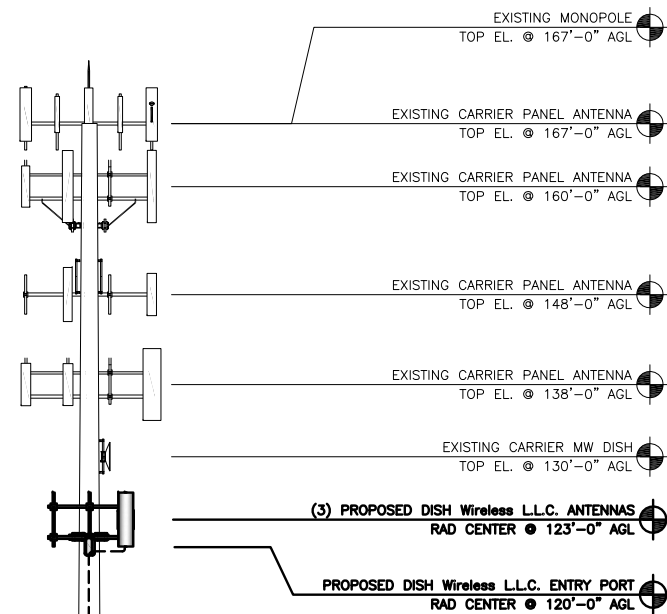 EXISTING MONOPOLE
TOP EL. @ 167'-0" AGL
EXISTING CARRIER PANEL ANTENNA
TOP EL. @ 167'-0" AGL
EXISTING CARRIER PANEL ANTENNA
TOP EL. @ 160'-0" AGL
EXISTING CARRIER PANEL ANTENNA
TOP EL. @ 148'-0" AGL
EXISTING CARRIER PANEL ANTENNA
TOP EL. @ 138'-0" AGL
EXISTING CARRIER MW DISH
TOP EL. @ 130'-0" AGL
(3) PROPOSED DISH Wireless L.L.C. ANTENNAS
RAD CENTER @ 123'-0" AGL
PROPOSED DISH Wireless L.L.C. ENTRY PORT
RAD CENTER @ 120'-0" AGL